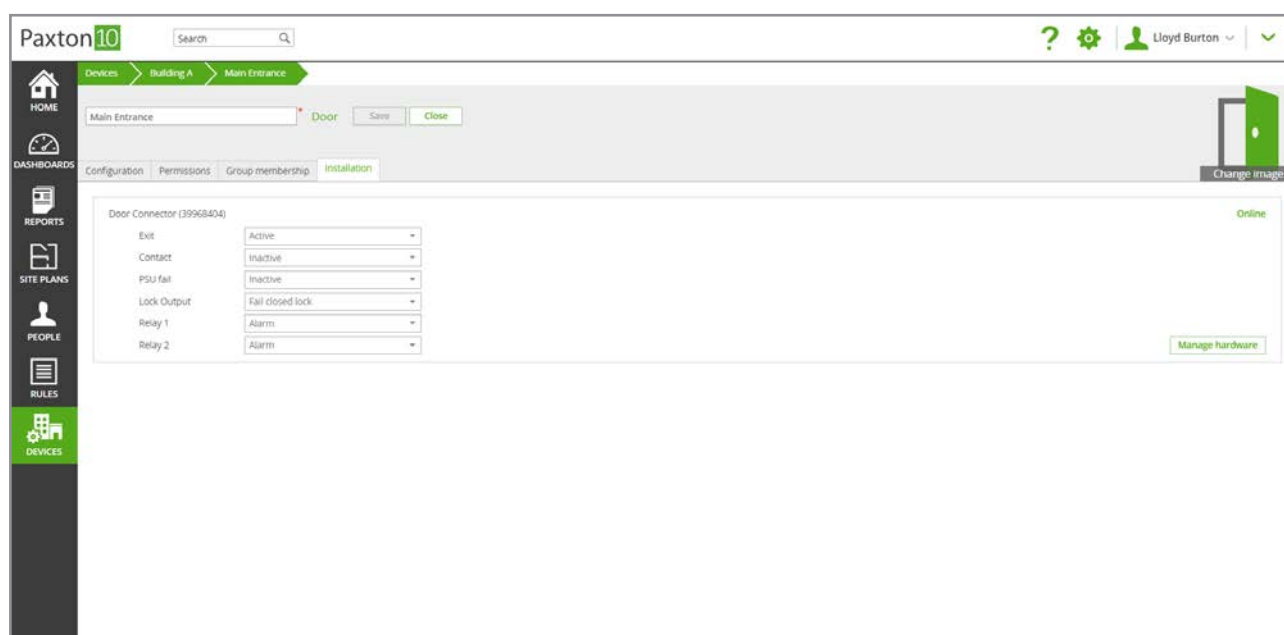 Paxton10
Search
? Lloyd Burton
HOME
DASHBOARDS
REPORTS
SITE PLANS
PEOPLE
RULES
DEVICES
Devices Building A Main Entrance
Main Entrance * Door Save Close
Change image
Configuration Permissions Group membership Installation
Door Connector (39968404) Online
Exit Active
Contact Inactive
PSU fail Inactive
Lock Output Fail closed lock
Relay 1 Alarm
Relay 2 Alarm
Manage hardware